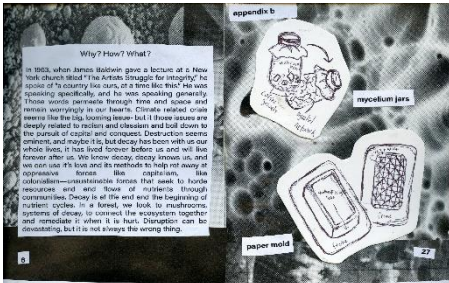 Why? How? What?
In 1963, when James Baldwin gave a lecture at a New
York church titled "The Artists Struggle for Integrity," he
spoke of "a country like ours, at a time like this." He was
speaking specifically, and he was speaking generally.
Those words permeate through time and space and
remain worryingly in our hearts. Climate related crisis
seems like the big, looming issue- but it those issues are
deeply related to racism and classism and boil down to
the pursuit of capital and conquest. Destruction seems
eminent, and maybe it is, but decay has been with us our
whole lives, it has lived forever before us and will live
forever after us. We know decay, decay knows us, and
we can use it's love and its methods to help rot away at
oppressive forces like capitalism, like
colonialism—unsustainable forces that seek to horde
resources and end flows of nutrients through
communities. Decay is at the end and the beginning of
nutrient cycles. In a forest, we look to mushrooms,
systems of decay, to connect the ecosystem together
and remediate it when it is hurt. Disruption can be
devastating, but it is not always the wrong thing.
6
appendix b
mycelium jars
paper mold
27